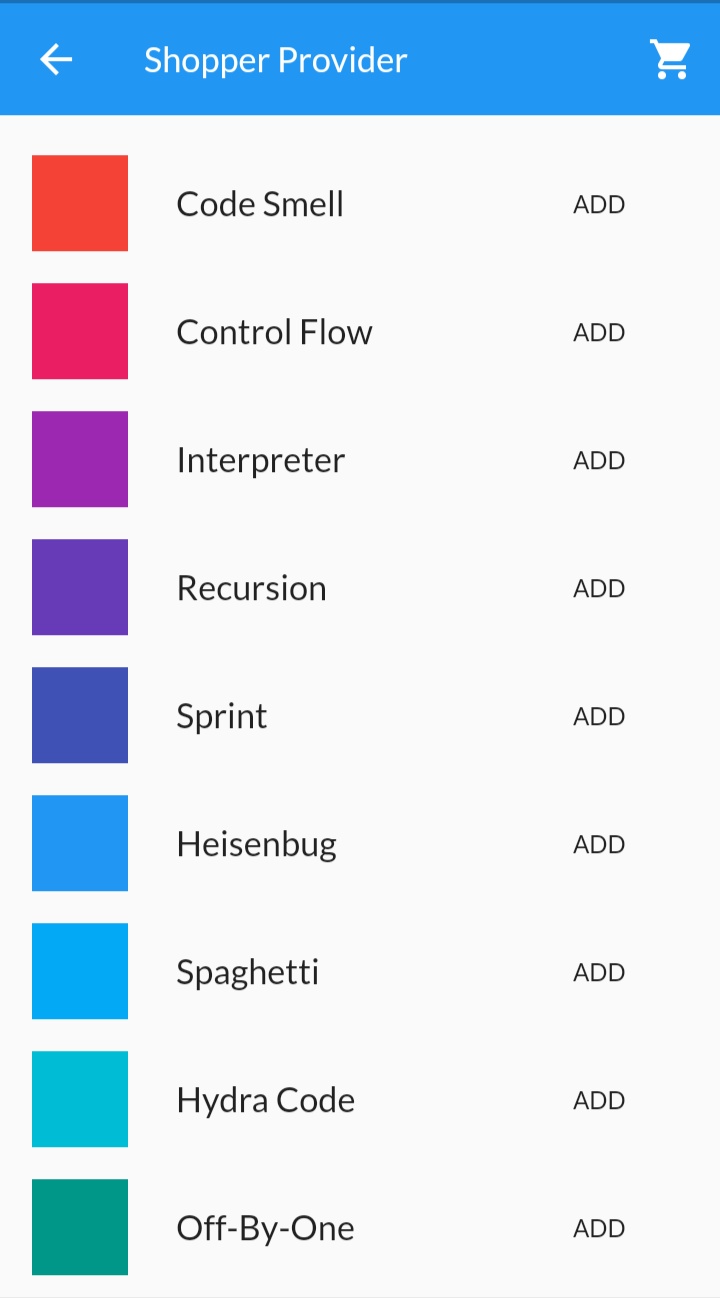 Shopper Provider
Code Smell ADD
Control Flow ADD
Interpreter ADD
Recursion ADD
Sprint ADD
Heisenbug ADD
Spaghetti ADD
Hydra Code ADD
Off-By-One ADD